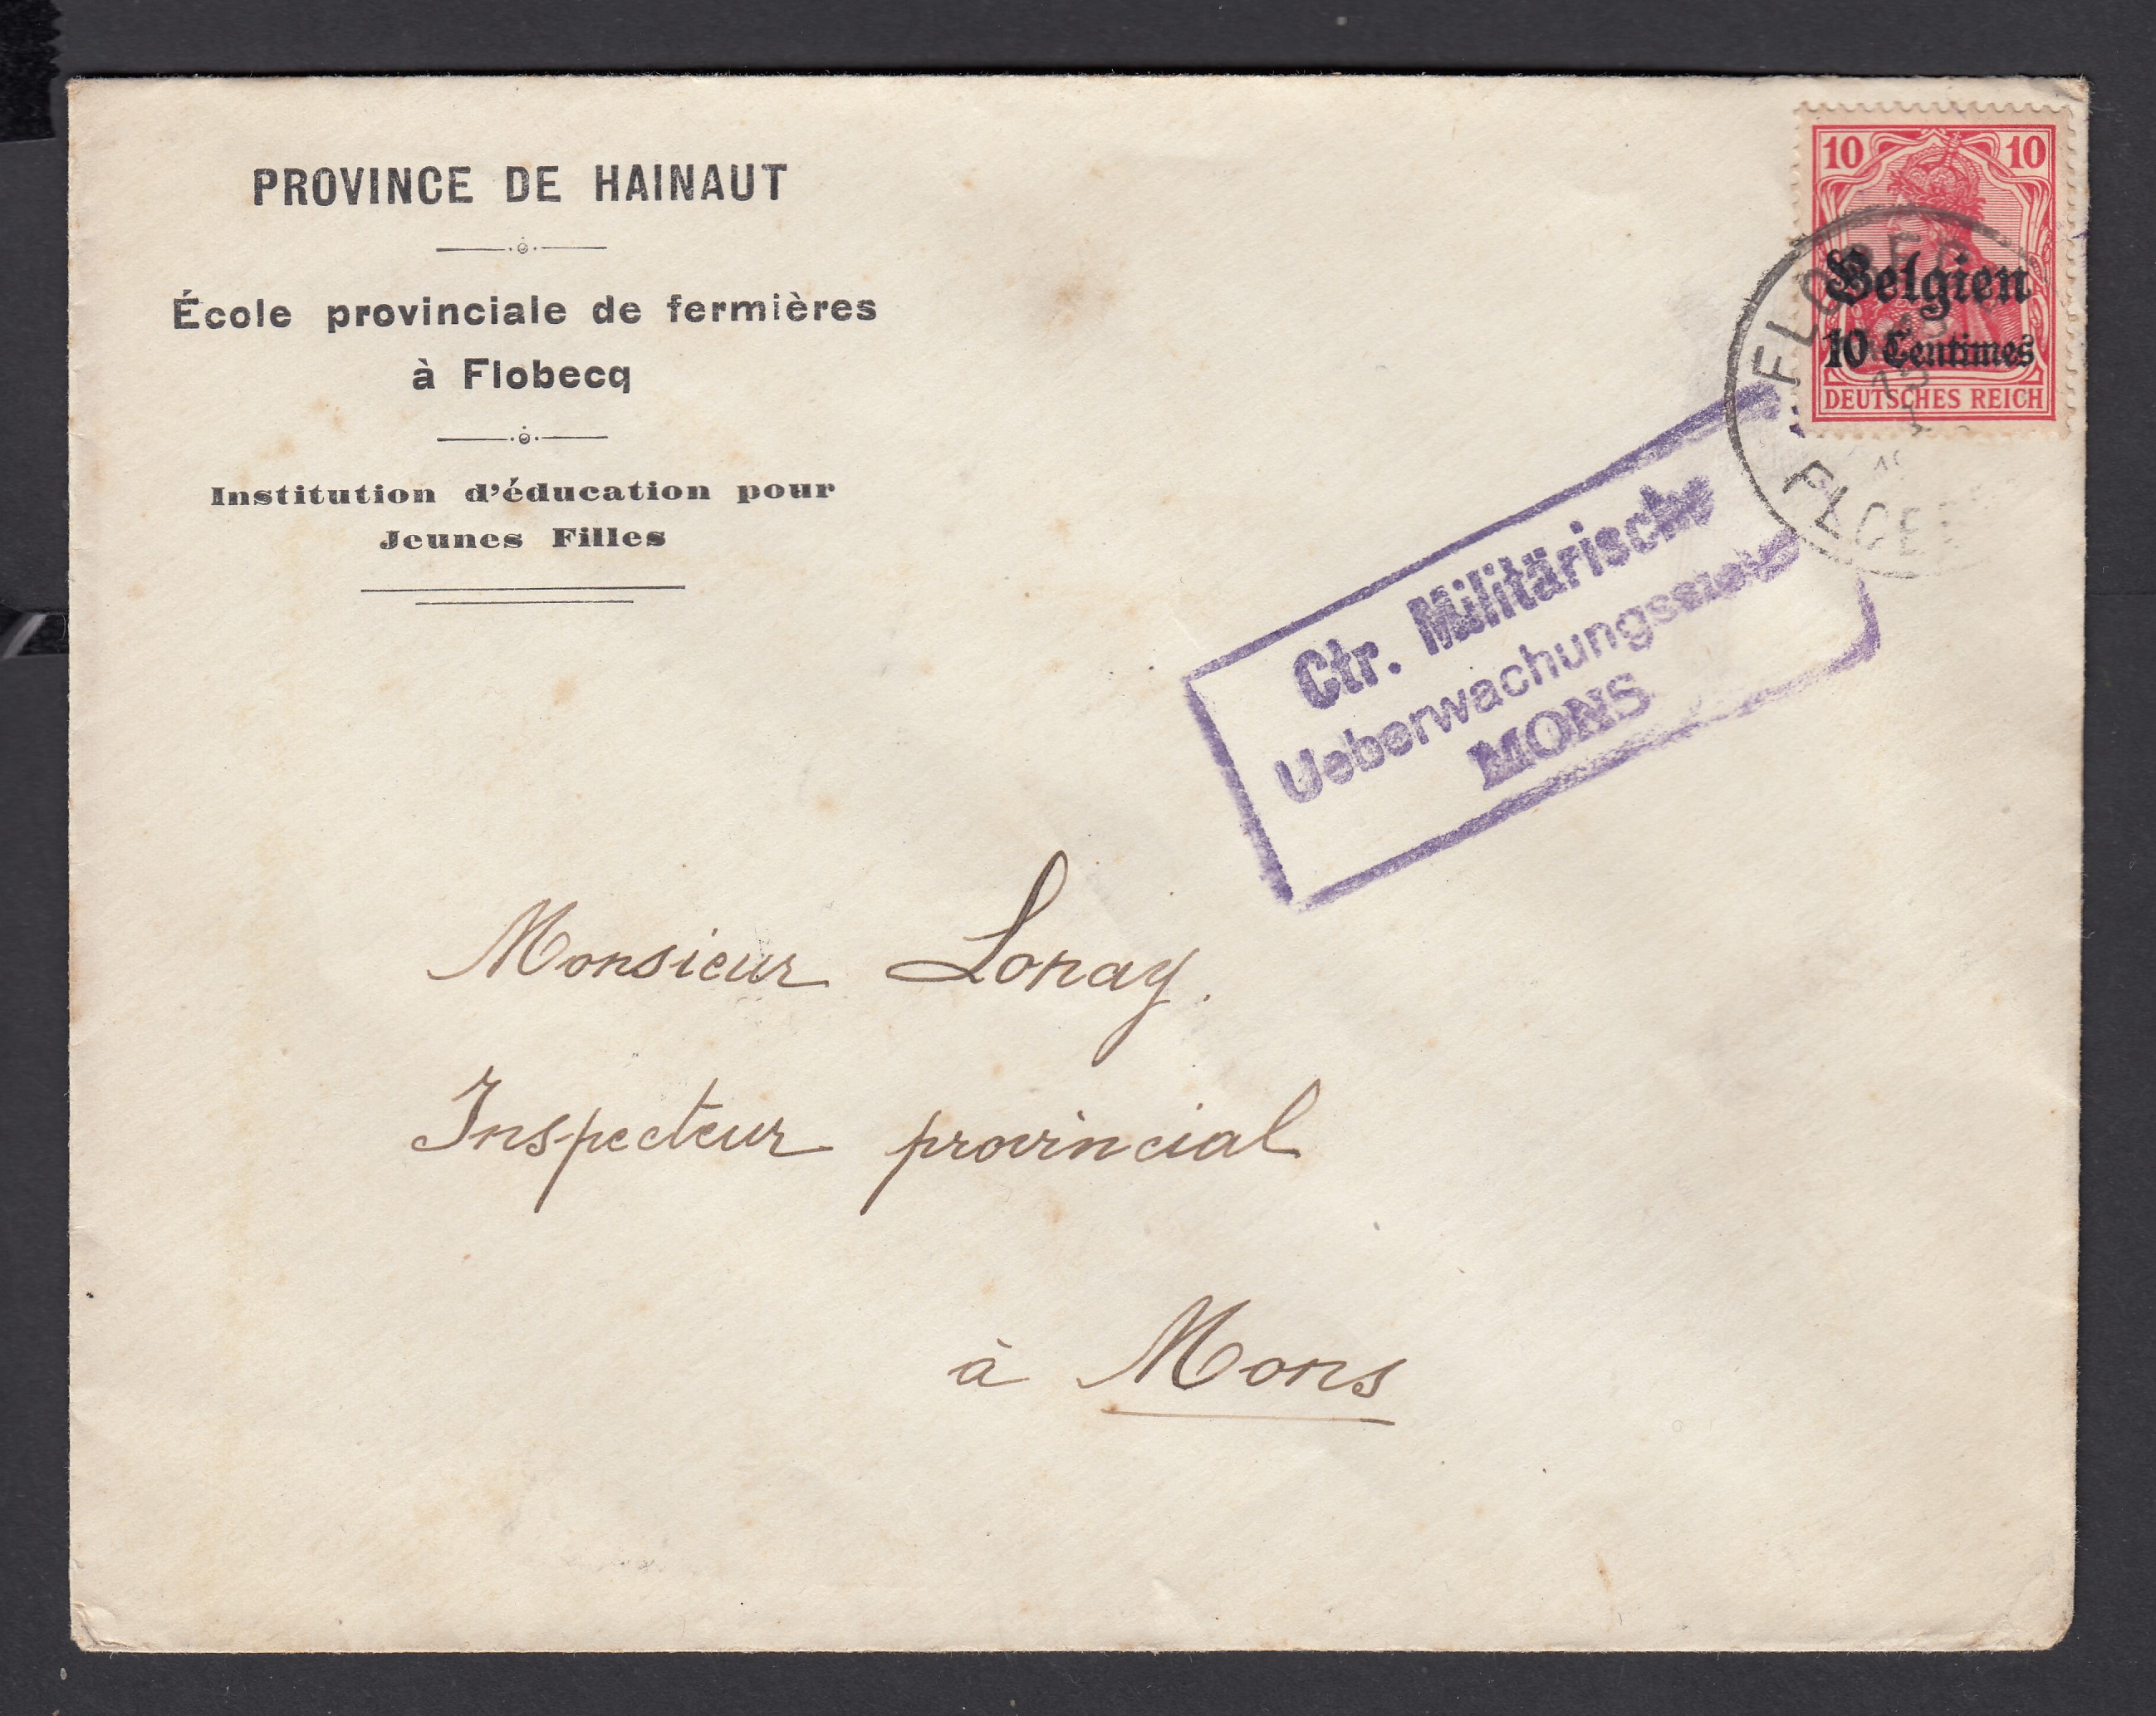 PROVINCE DE HAINAUT
École provinciale de fermières
à Flobecq
Institution d'éducation pour
Jeunes Filles
10 10
Belgien
10 Centimes
DEUTSCHES REICH
Ctr. Militärische
MONS
Monsieur Lonay.
Inspecteur provincial
à Mons